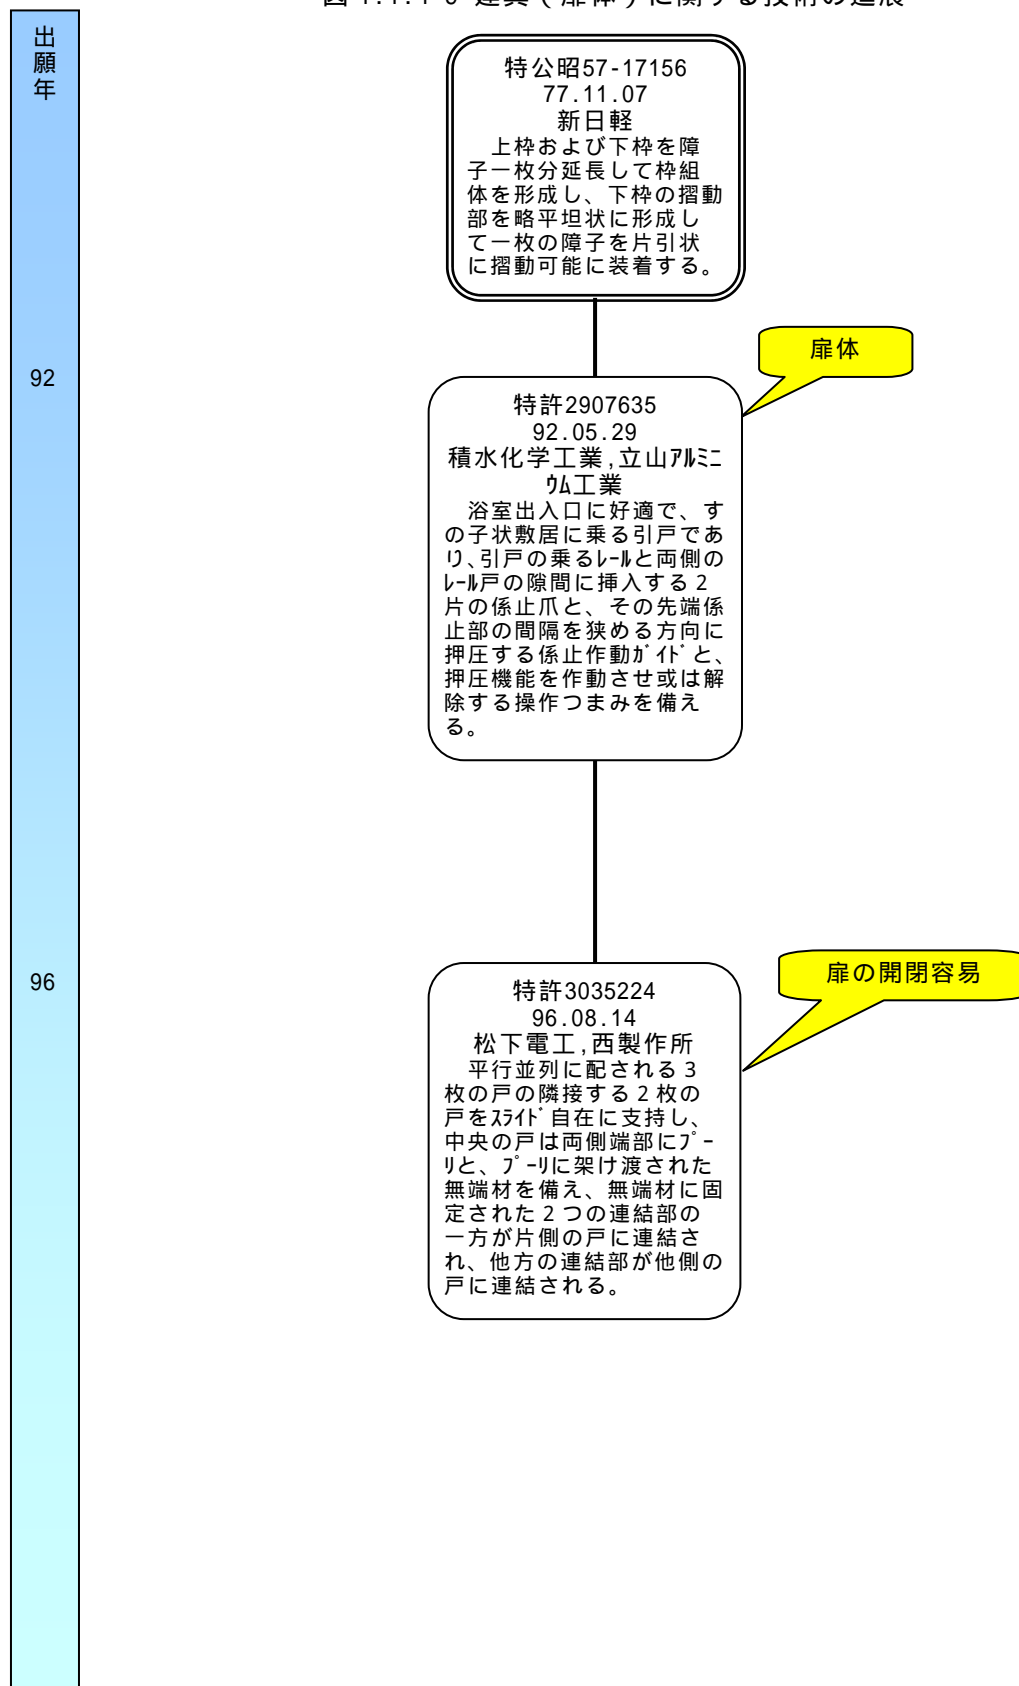 出
願
年
特公昭57-17156
77.11.07
新日軽
上枠および下枠を障
子一枚分延長して枠組
体を形成し、下枠の摺動
部を略平坦状に形成し
て一枚の障子を片引状
に摺動可能に装着する。
扉体
92
特許2907635
92.05.29
積水化学工業,立山ｱﾙﾐﾆ
ｳﾑ工業
浴室出入口に好適で、す
の子状敷居に乗る引戸であ
り、引戸の乗るﾚｰﾙと両側の
ﾚｰﾙ戸の隙間に挿入する２
片の係止爪と、その先端係
止部の間隔を狭める方向に
押圧する係止作動ｶﾞｲﾄﾞと、
押圧機能を作動させ或は解
除する操作つまみを備え
る。
扉の開閉容易
96
特許3035224
96.08.14
松下電工,西製作所
平行並列に配される３
枚の戸の隣接する２枚の
戸をｽﾗｲﾄﾞ自在に支持し、
中央の戸は両側端部にﾌﾟｰ
ﾘと、ﾌﾟｰﾘに架け渡された
無端材を備え、無端材に固
定された２つの連結部の
一方が片側の戸に連結さ
れ、他方の連結部が他側の
戸に連結される。